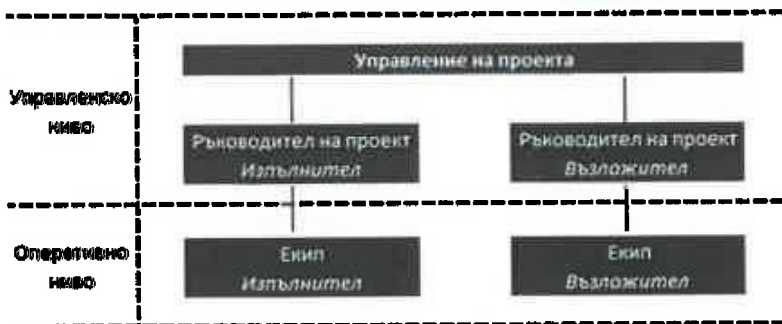 Управление на проекта
Управленско
ниво
Ръководител на проект
Изпълнител
Ръководител на проект
Възложител
Оперативно
ниво
Екип
Изпълнител
Екип
Възложител